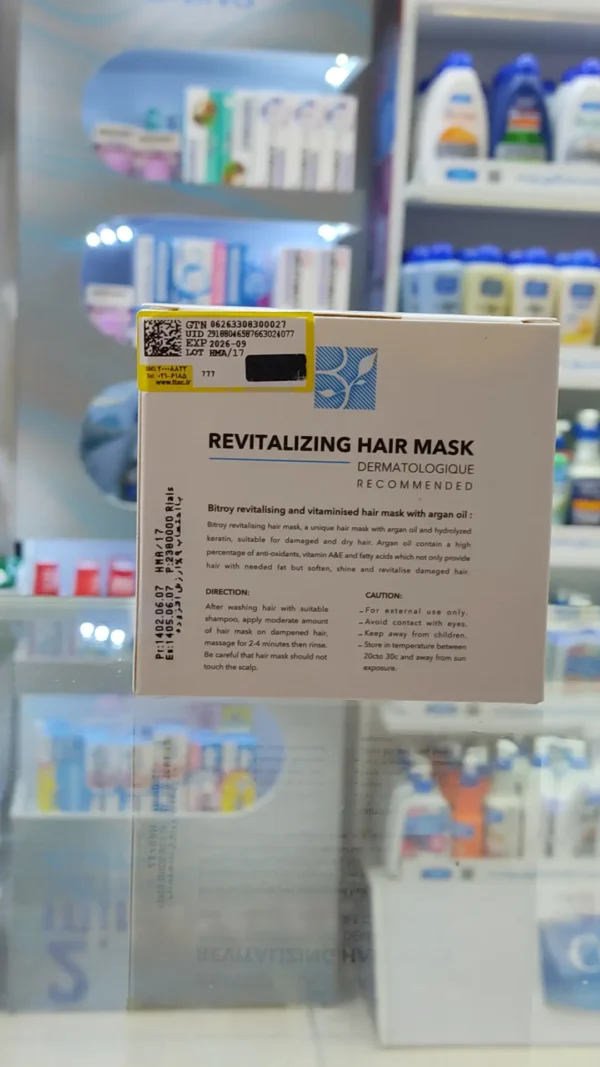 GTN 06263308300027
UID 29188046587663024077
EXP 2026-09
LOT HMA/17
777
www.ttac.ir
REVITALIZING HAIR MASK
DERMATOLOGIQUE
RECOMMENDED
Bitroy revitalising and vitaminised hair mask with argan oil :
Bitroy revitalising hair mask, a unique hair mask with argan oil and hydrolyzed
keratin, suitable for damaged and dry hair. Argan oil contain a high
percentage of anti-oxidants, vitamin A&E and fatty acids which not only provide
hair with needed fat but soften, shine and revitalise damaged hair.
DIRECTION:
After washing hair with suitable
shampoo, apply moderate amount
of hair mask on dampened hair,
massage for 2-4 minutes then rinse.
Be careful that hair mask should not
touch the scalp.
CAUTION:
- For external use only.
- Avoid contact with eyes.
- Keep away from children.
- Store in temperature between
20cto 30c and away from sun
exposure.
Pr:1402.06.07 HMA/17
Ex:1405.06.07 P:2380000 Rials